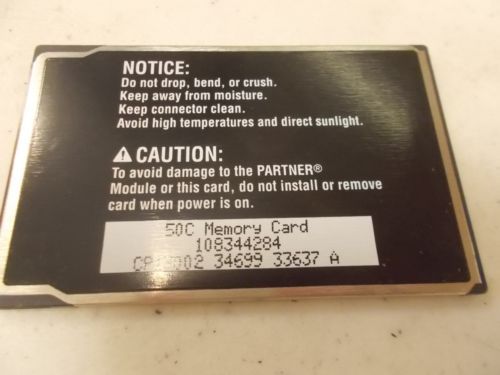 NOTICE:
Do not drop, bend, or crush.
Keep away from moisture.
Keep connector clean.
Avoid high temperatures and direct sunlight.
⚠ CAUTION:
To avoid damage to the PARTNER®
Module or this card, do not install or remove
card when power is on.
50C Memory Card
108344284
34699 33637 A